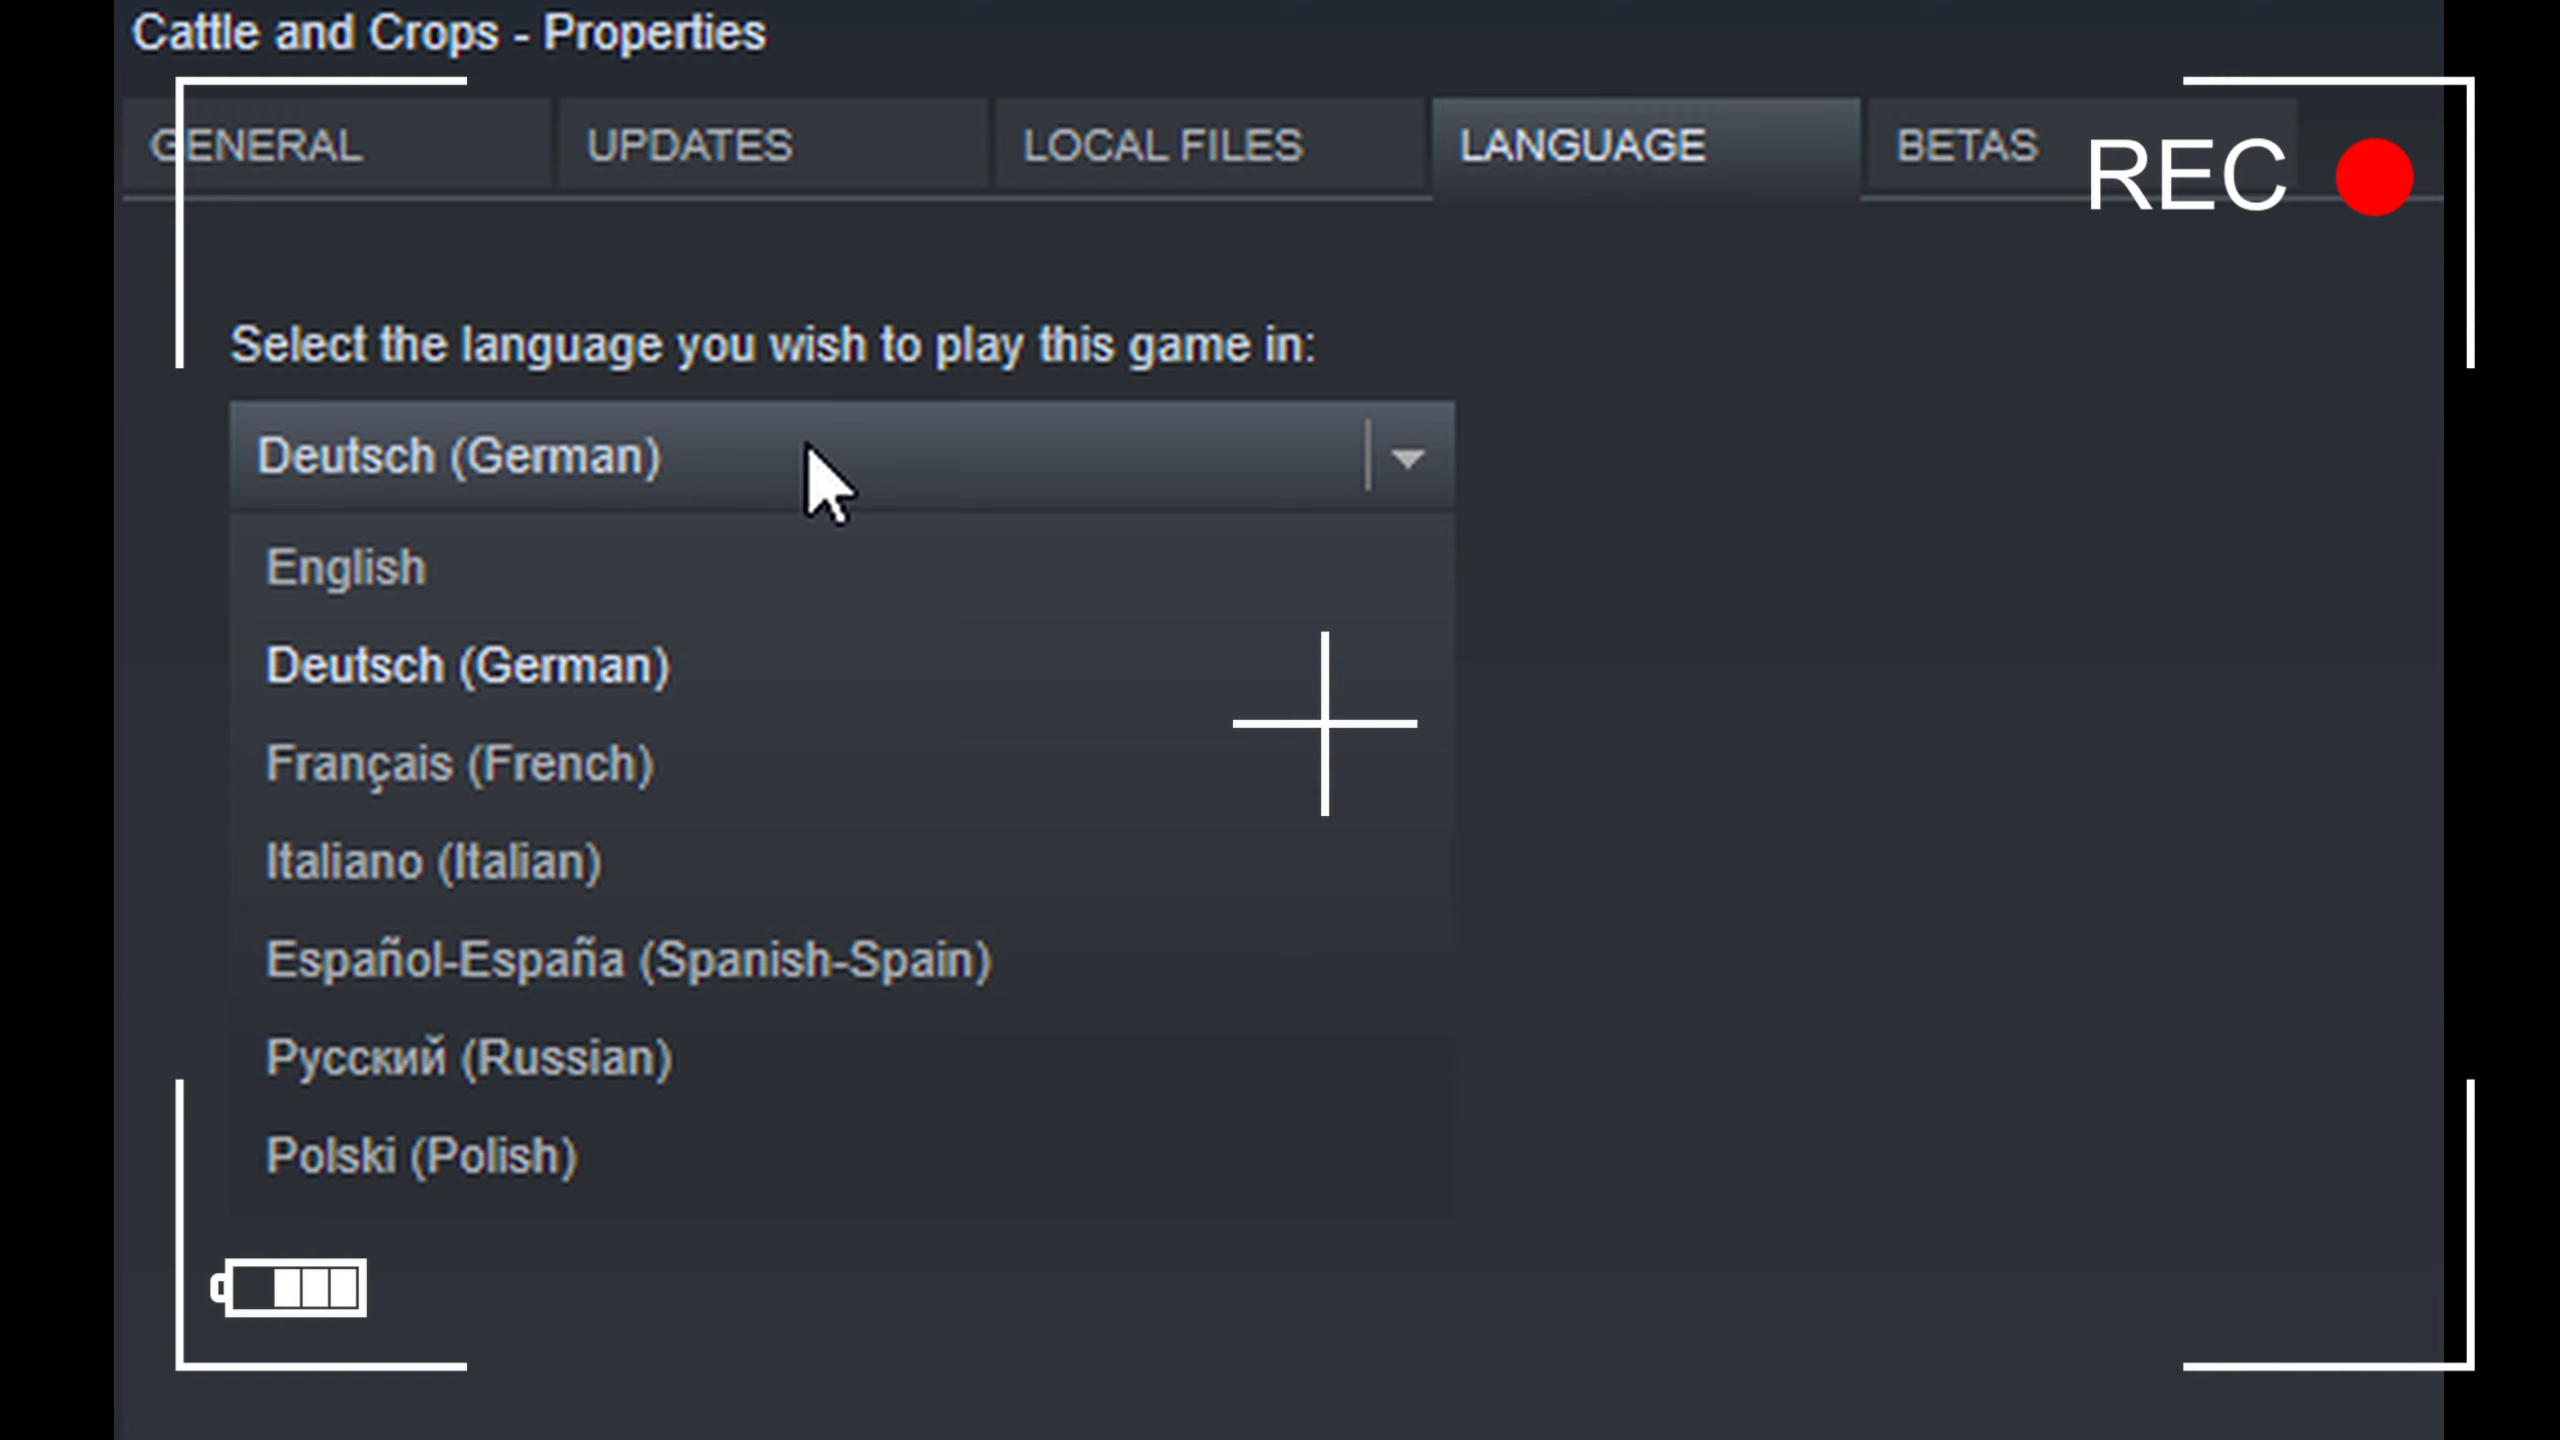 Cattle and Crops - Properties
GENERAL UPDATES LOCAL FILES LANGUAGE BETAS
REC
Select the language you wish to play this game in:
Deutsch (German)
English
Deutsch (German)
Français (French)
Italiano (Italian)
Español-España (Spanish-Spain)
Русский (Russian)
Polski (Polish)